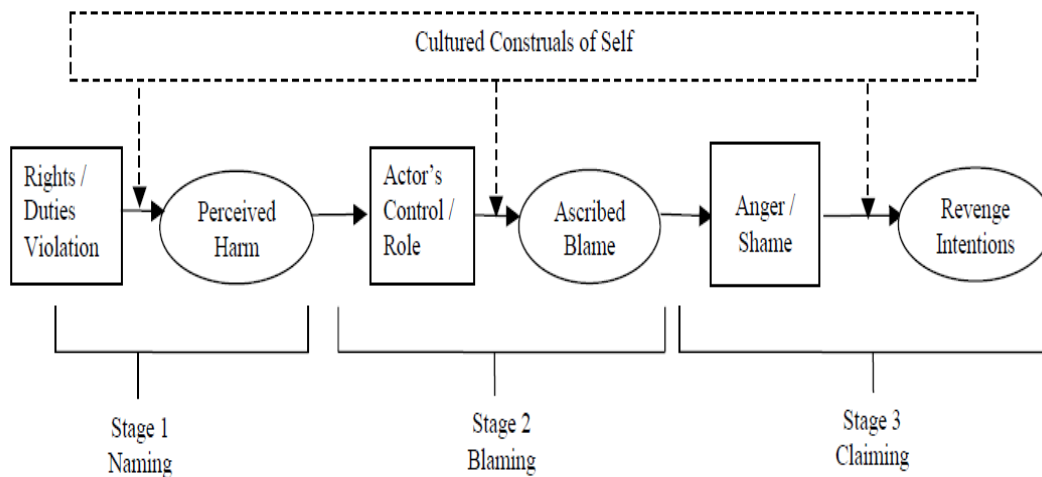 Cultured Construals of Self
Rights /
Duties
Violation
Perceived
Harm
Actor's
Control /
Role
Ascribed
Blame
Anger /
Shame
Revenge
Intentions
Stage 1
Naming
Stage 2
Blaming
Stage 3
Claiming